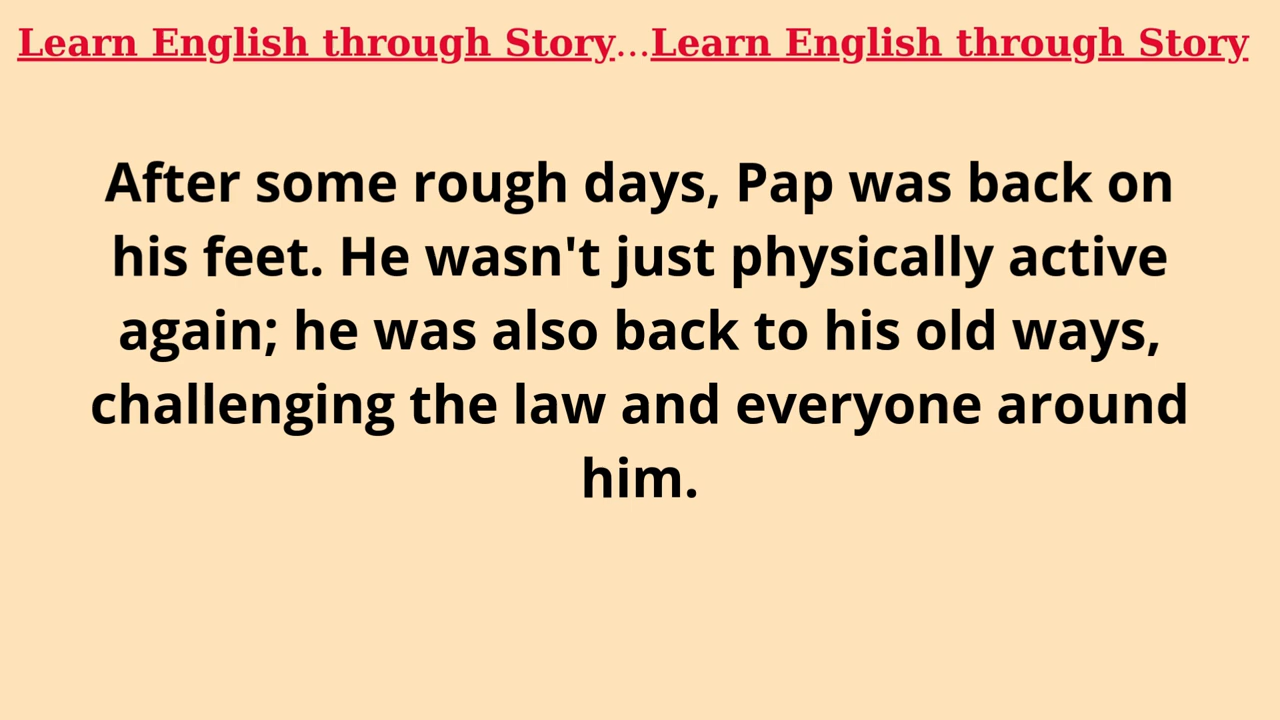 Learn English through Story...Learn English through Story
After some rough days, Pap was back on
his feet. He wasn't just physically active
again; he was also back to his old ways,
challenging the law and everyone around
him.